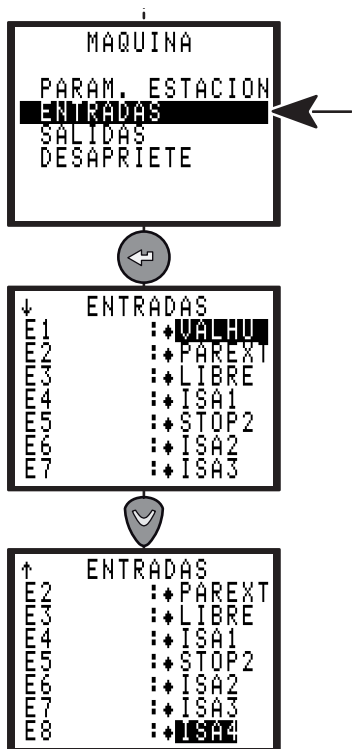 MAQUINA
PARAM. ESTACION
ENTRADAS
SALIDAS
DESAPRIETE
↓ ENTRADAS
E1 :♦VALHU
E2 :♦PAREXT
E3 :♦LIBRE
E4 :♦ISA1
E5 :♦STOP2
E6 :♦ISA2
E7 :♦ISA3
↑ ENTRADAS
E2 :♦PAREXT
E3 :♦LIBRE
E4 :♦ISA1
E5 :♦STOP2
E6 :♦ISA2
E7 :♦ISA3
E8 :♦ISA4